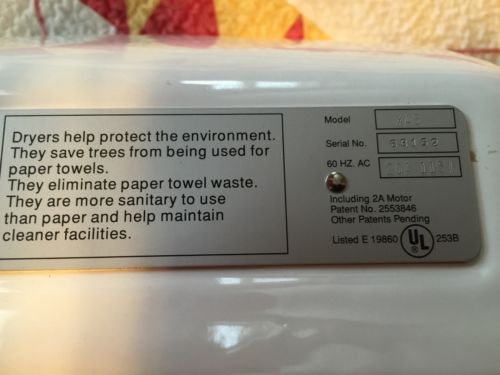 Dryers help protect the environment.
They save trees from being used for
paper towels.
They eliminate paper towel waste.
They are more sanitary to use
than paper and help maintain
cleaner facilities.
Model
Serial No. 53152
60 HZ. AC
Including 2A Motor
Patent No. 2553846
Other Patents Pending
Listed E 19860 UL ® 253B